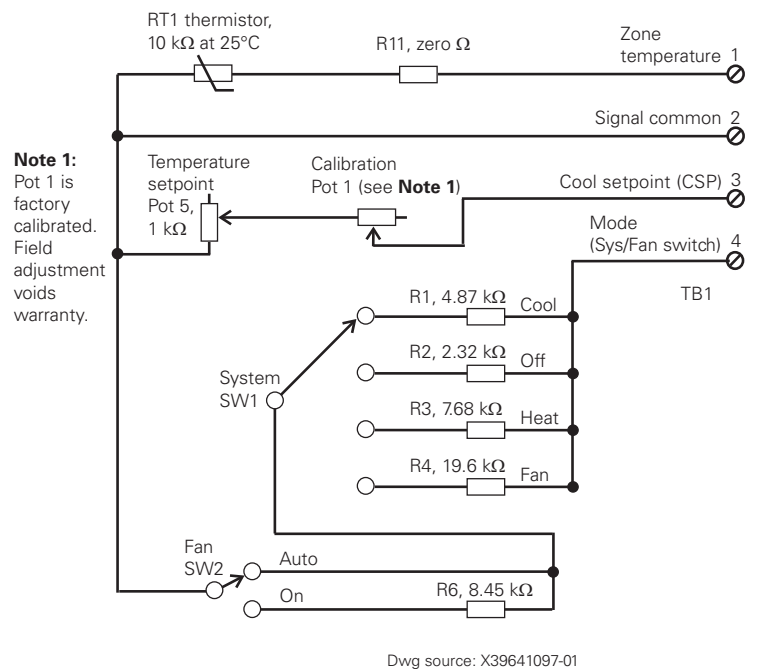 RT1 thermistor,
10 kΩ at 25°C
R11, zero Ω
Zone
temperature 1
Signal common 2
Note 1:
Pot 1 is
factory
calibrated.
Field
adjustment
voids
warranty.
Temperature
setpoint
Pot 5,
1 kΩ
Calibration
Pot 1 (see Note 1)
Cool setpoint (CSP) 3
Mode
(Sys/Fan switch) 4
TB1
R1, 4.87 kΩ Cool
R2, 2.32 kΩ Off
System
SW1
R3, 7.68 kΩ Heat
R4, 19.6 kΩ Fan
Fan
SW2
Auto
On
R6, 8.45 kΩ
Dwg source: X39641097-01